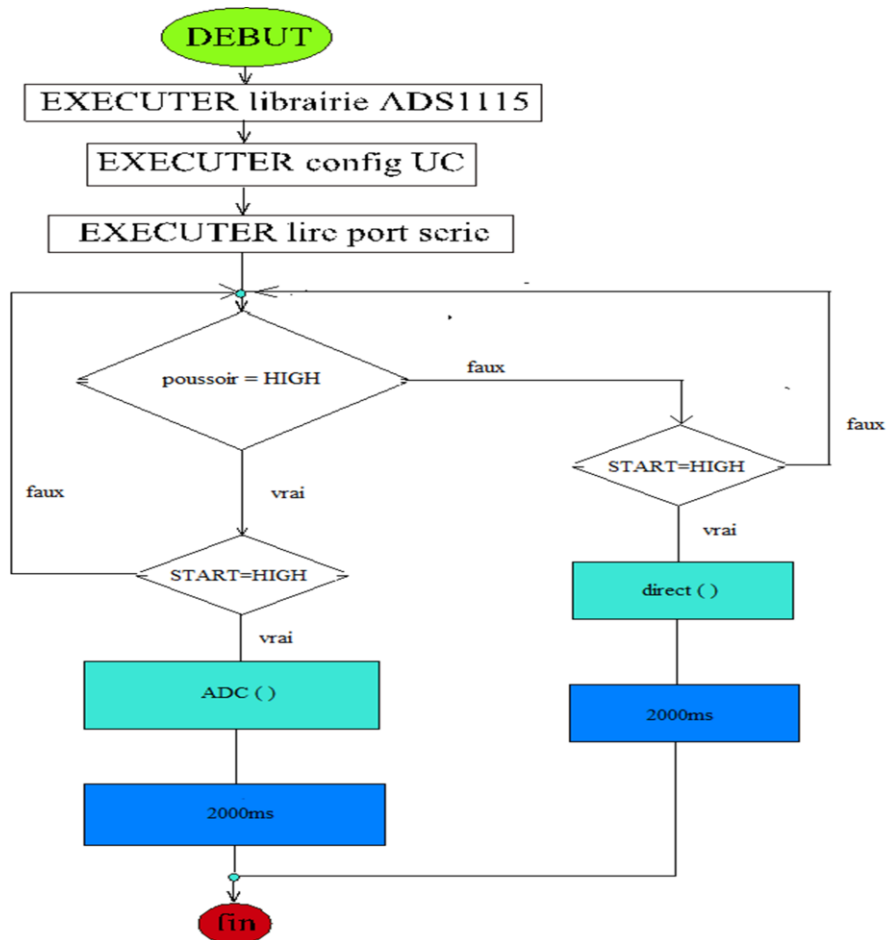 DEBUT
EXECUTER librairie ADS1115
EXECUTER config UC
EXECUTER lire port serie
poussoir = HIGH
faux
START=HIGH
faux
vrai
faux
vrai
START=HIGH
direct ( )
vrai
ADC ( )
2000ms
2000ms
fin